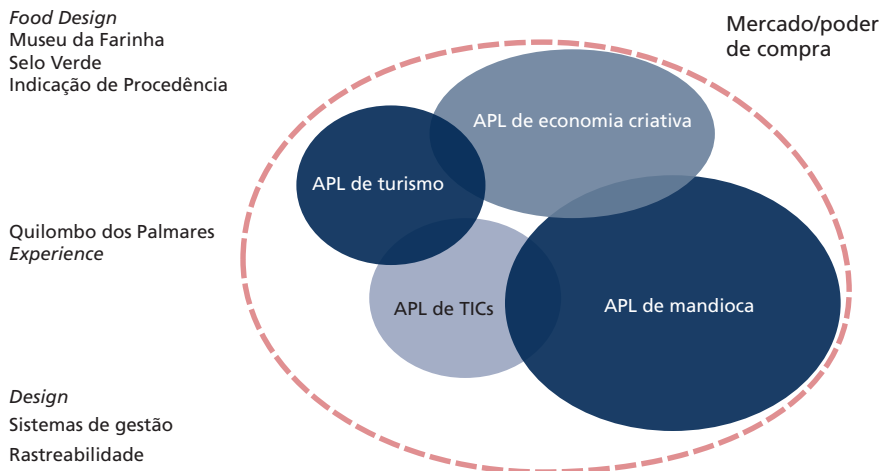 Food Design
Museu da Farinha
Selo Verde
Indicação de Procedência
Mercado/poder
de compra
APL de economia criativa
APL de turismo
Quilombo dos Palmares
Experience
APL de TICs
APL de mandioca
Design
Sistemas de gestão
Rastreabilidade